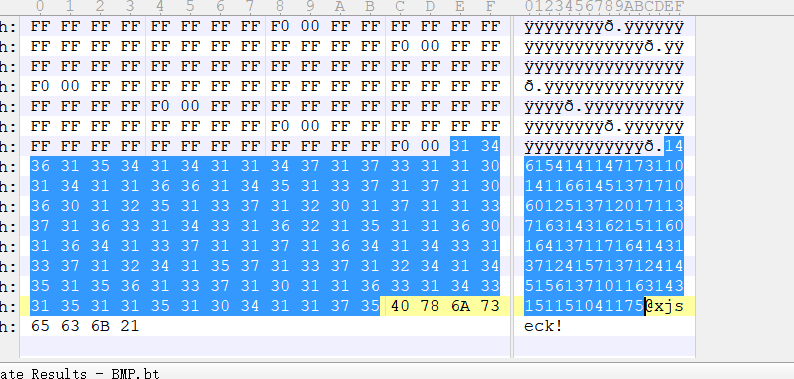 0 1 2 3 4 5 6 7 8 9 A B C D E F 0123456789ABCDEF
h: FF FF FF FF FF FF FF FF F0 00 FF FF FF FF FF FF ÿÿÿÿÿÿÿÿð.ÿÿÿÿÿÿ
h: FF FF FF FF FF FF FF FF FF FF FF FF F0 00 FF FF ÿÿÿÿÿÿÿÿÿÿÿÿð.ÿÿ
h: FF FF FF FF FF FF FF FF FF FF FF FF FF FF FF FF ÿÿÿÿÿÿÿÿÿÿÿÿÿÿÿÿ
h: F0 00 FF FF FF FF FF FF FF FF FF FF FF FF FF FF ð.ÿÿÿÿÿÿÿÿÿÿÿÿÿÿ
h: FF FF FF FF F0 00 FF FF FF FF FF FF FF FF FF FF ÿÿÿÿð.ÿÿÿÿÿÿÿÿÿÿ
h: FF FF FF FF FF FF FF FF F0 00 FF FF FF FF FF FF ÿÿÿÿÿÿÿÿð.ÿÿÿÿÿÿ
h: FF FF FF FF FF FF FF FF FF FF FF FF F0 00 31 34 ÿÿÿÿÿÿÿÿÿÿÿÿð.14
h: 36 31 35 34 31 34 31 31 34 37 31 37 33 31 31 30 6154141147173110
h: 31 34 31 31 36 36 31 34 35 31 33 37 31 37 31 30 1411661451371710
h: 36 30 31 32 35 31 33 37 31 32 30 31 37 31 31 33 6012513712017113
h: 37 31 36 33 31 34 33 31 36 32 31 35 31 31 36 30 7163143162151160
h: 31 36 34 31 33 37 31 31 37 31 36 34 31 34 33 31 1641371171641431
h: 33 37 31 32 34 31 35 37 31 33 37 31 32 34 31 34 3712415713712414
h: 35 31 35 36 31 33 37 31 30 31 31 36 33 31 34 33 5156137101163143
h: 31 35 31 31 35 31 30 34 31 31 37 35 40 78 6A 73 151151041175@xjs
h: 65 63 6B 21 eck!
ate Results - BMP.bt